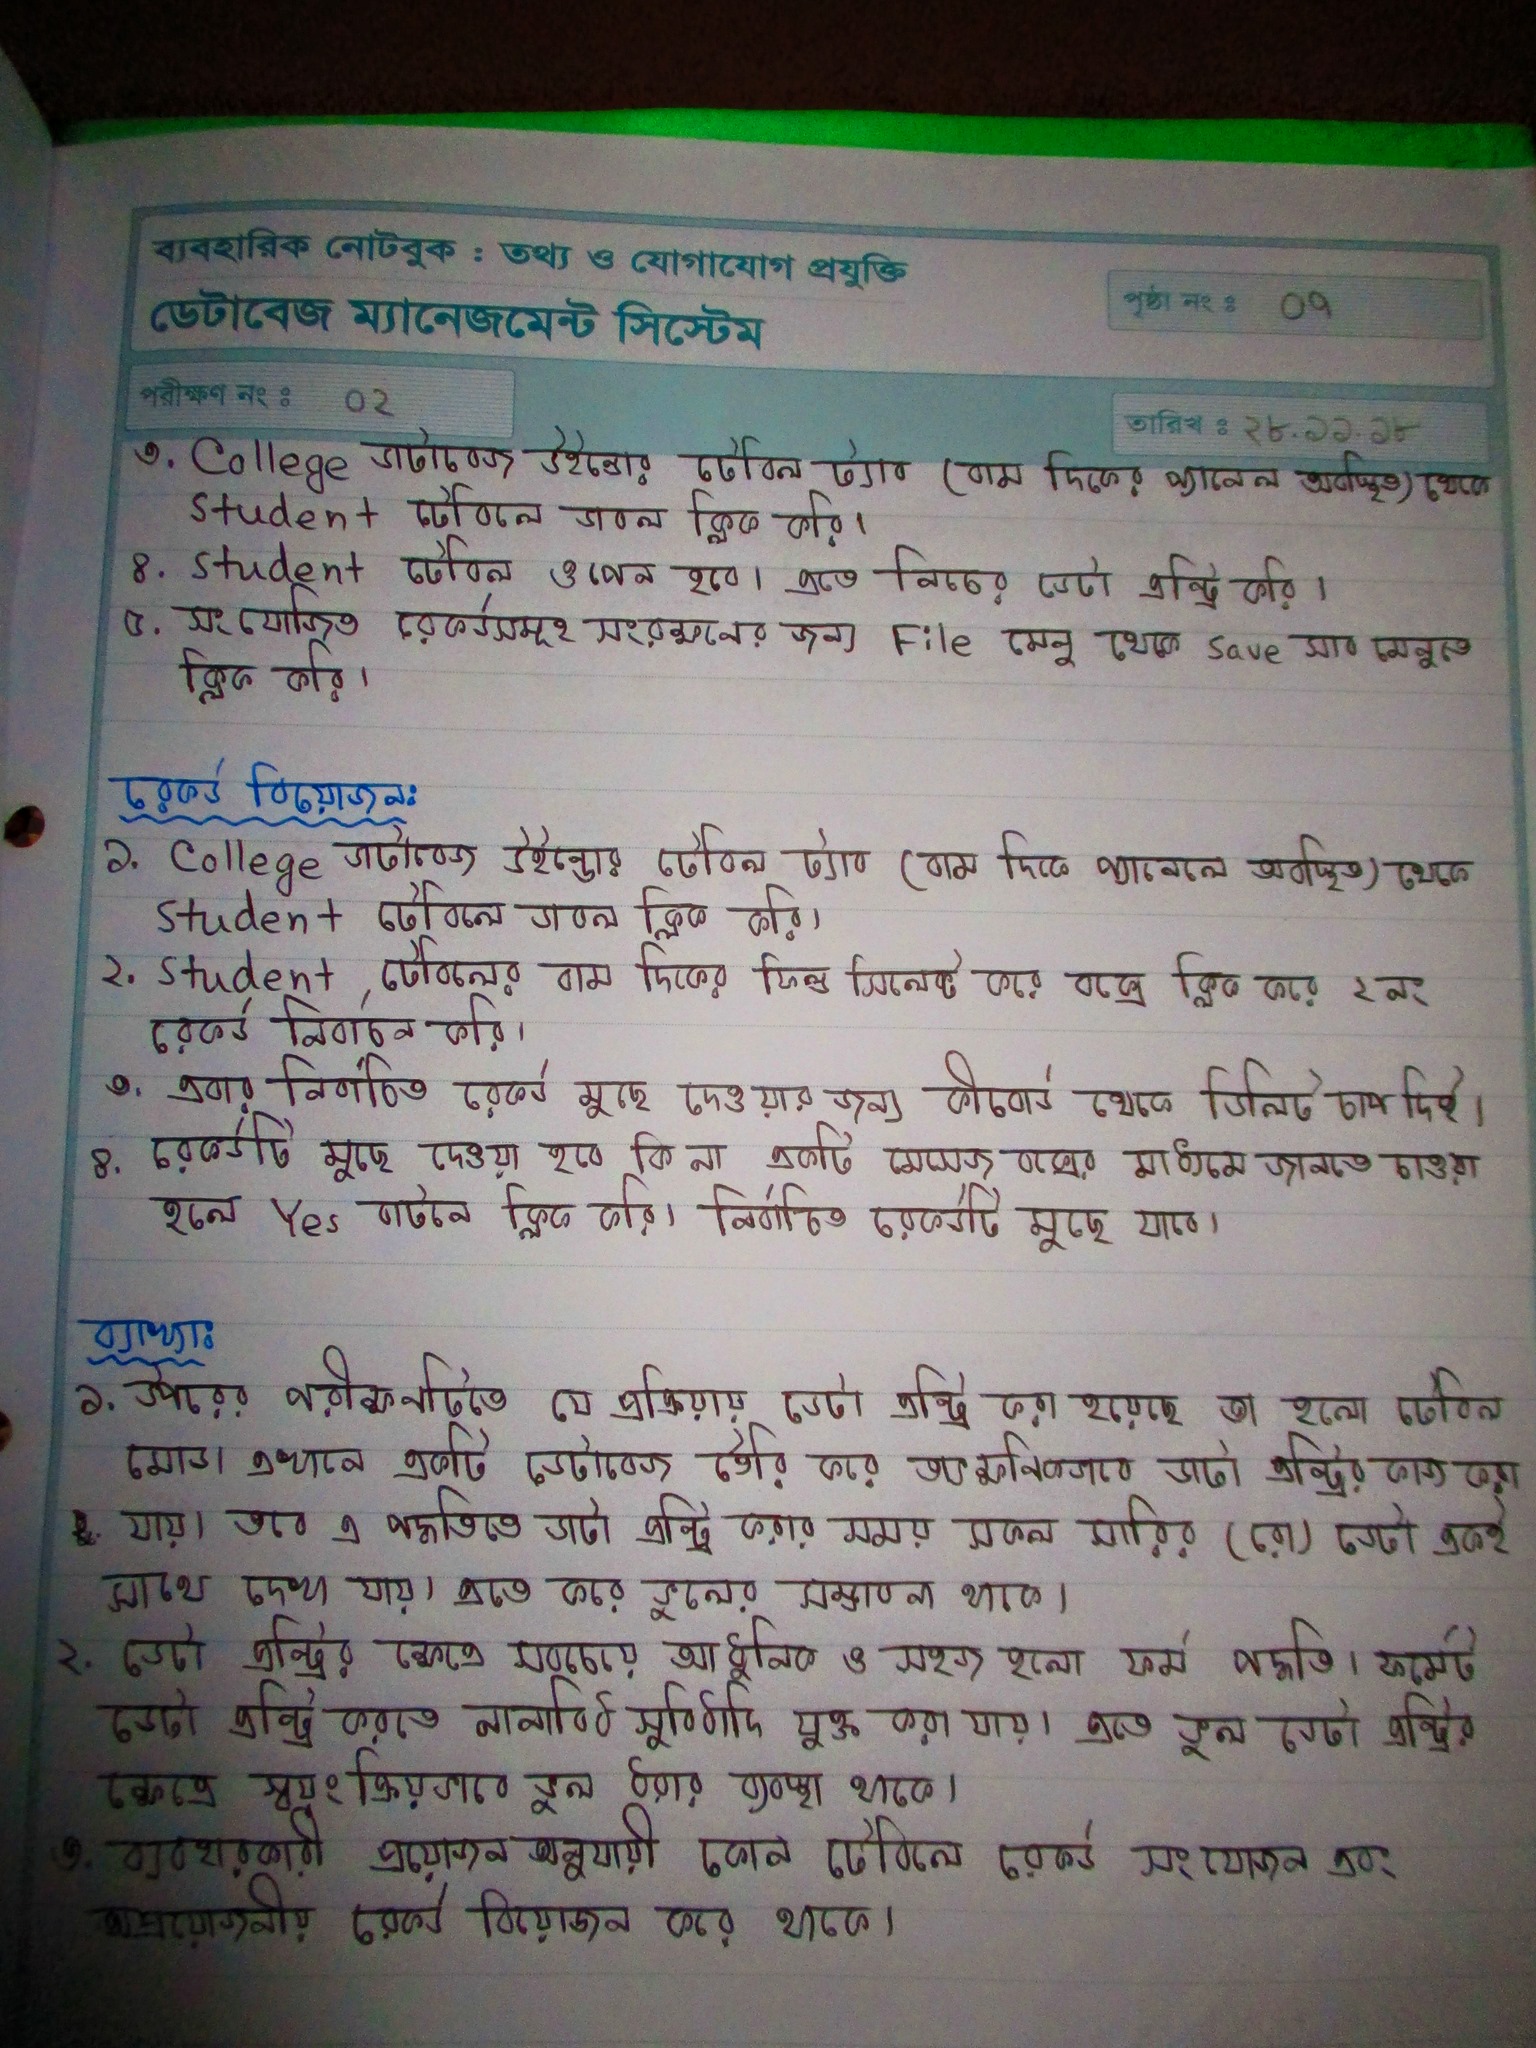 ব্যবহারিক নোটবুক : তথ্য ও যোগাযোগ প্রযুক্তি
ডেটাবেজ ম্যানেজমেন্ট সিস্টেম
পৃষ্ঠা নং : 09
পরীক্ষণ নং : 02
তারিখ : ২৮.১১.১৮
৩. College ডাটাবেজ উইন্ডোর টেবিল ট্যাব (বাম দিকের প্যানেল অবস্থিত) থেকে
Student টেবিলে ডাবল ক্লিক করি।
৪. Student টেবিল ওপেন হবে। এতে নিচের ডেটা এন্ট্রি করি।
৫. সংযোজিত রেকর্ডসমূহ সংরক্ষনের জন্য File মেনু থেকে Save সাব মেনুতে
ক্লিক করি।
রেকর্ড বিয়োজন:
১. College ডাটাবেজ উইন্ডোর টেবিল ট্যাব (বাম দিকে প্যানেলে অবস্থিত) থেকে
Student টেবিলে ডাবল ক্লিক করি।
২. Student টেবিলের বাম দিকের ফিল্ড সিলেক্ট করে বক্সে ক্লিক করে ২নং
রেকর্ড নির্বাচন করি।
৩. এবার নির্বাচিত রেকর্ড মুছে দেওয়ার জন্য কীবোর্ড থেকে ডিলিট চাপ দিই।
৪. রেকর্ডটি মুছে দেওয়া হবে কি না একটি মেসেজ বক্সের মাধ্যমে জানতে চাওয়া
হলে Yes বাটনে ক্লিক করি। নির্বাচিত রেকর্ডটি মুছে যাবে।
ব্যাখ্যা:
১. উপরের পরীক্ষনটিতে যে প্রক্রিয়ায় ডেটা এন্ট্রি করা হয়েছে তা হলো টেবিল
মোড। এখানে একটি ডেটাবেজ তৈরি করে তাৎক্ষনিকভাবে ডাটা এন্ট্রির কাজ করা
যায়। তবে এ পদ্ধতিতে ডাটা এন্ট্রি করার সময় সকল সারির (রো) ডেটা একই
সাথে দেখা যায়। এতে করে ভুলের সম্ভাবনা থাকে।
২. ডেটা এন্ট্রির ক্ষেত্রে সবচেয়ে আধুনিক ও সহজ হলো ফর্ম পদ্ধতি। ফর্মেট
ডেটা এন্ট্রি করতে নানাবিধ সুবিধাদি যুক্ত করা যায়। এতে ভুল ডেটা এন্ট্রির
ক্ষেত্রে স্বয়ংক্রিয়ভাবে ভুল ধরার ব্যবস্থা থাকে।
৩. ব্যবহারকারী প্রয়োজন অনুযায়ী কোন টেবিলে রেকর্ড সংযোজন এবং
অপ্রয়োজনীয় রেকর্ড বিয়োজন করে থাকে।